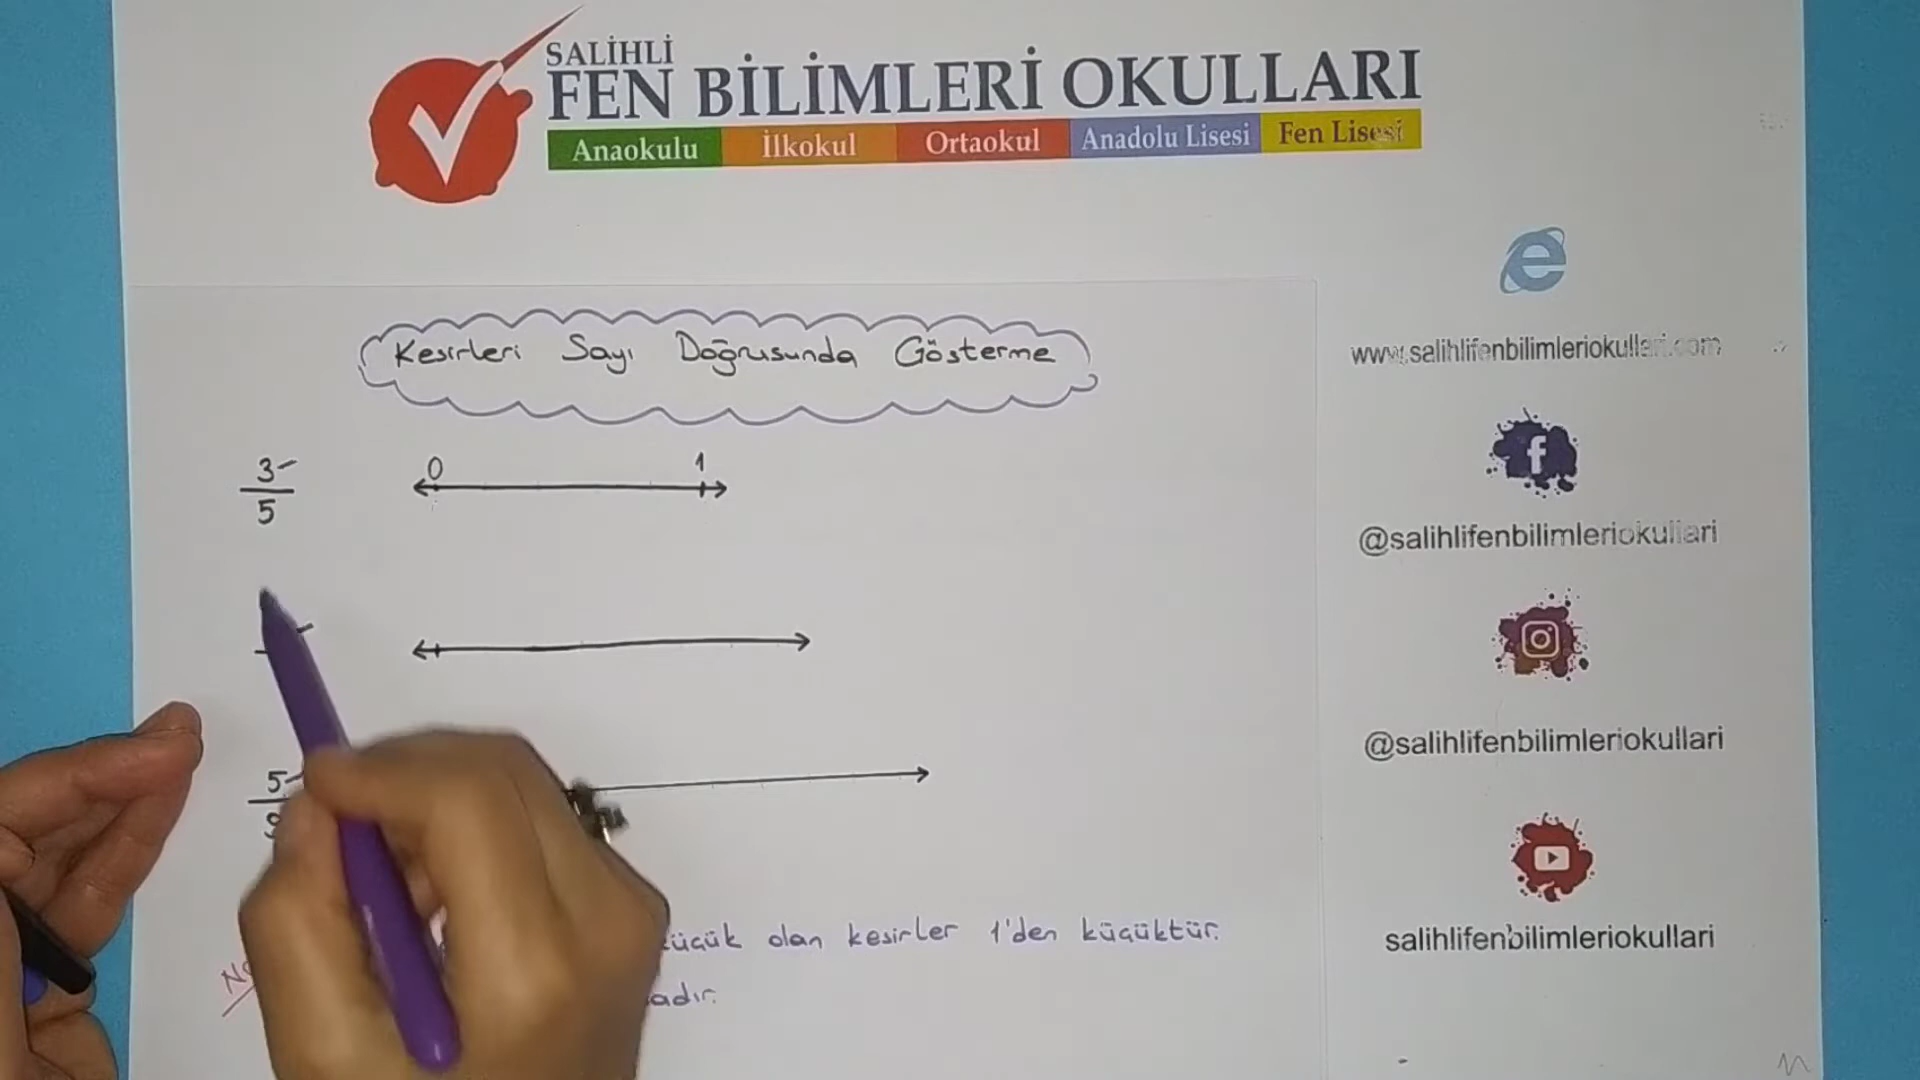 SALİHLİ
FEN BİLİMLERİ OKULLARI
Anaokulu İlkokul Ortaokul Anadolu Lisesi Fen Lisesi
Kesirleri Sayı Doğrusunda Gösterme
www.salihlifenbilimleriokullari.com
3
5
0 1
@salihlifenbilimleriokullari
@salihlifenbilimleriokullari
5
olan kesirler 1'den küçüktür.
salihlifenbilimleriokullari